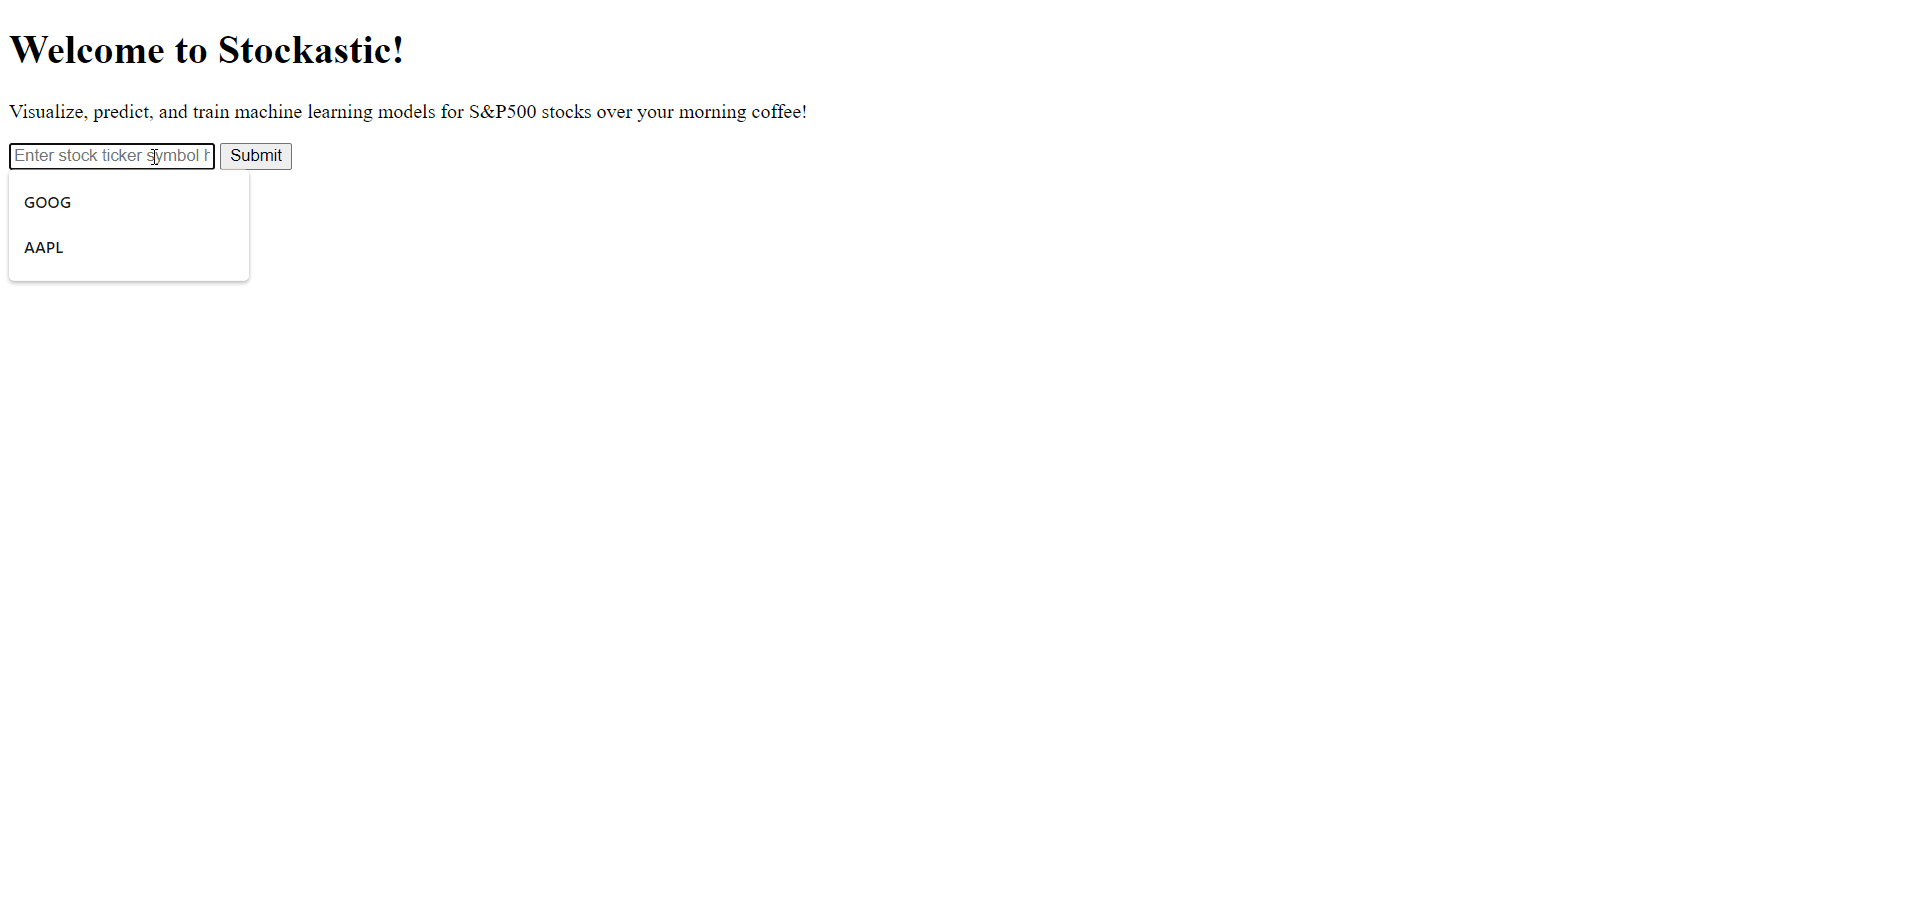 Welcome to Stockastic!
Visualize, predict, and train machine learning models for S&P500 stocks over your morning coffee!
Enter stock ticker symbol h Submit
GOOG
AAPL